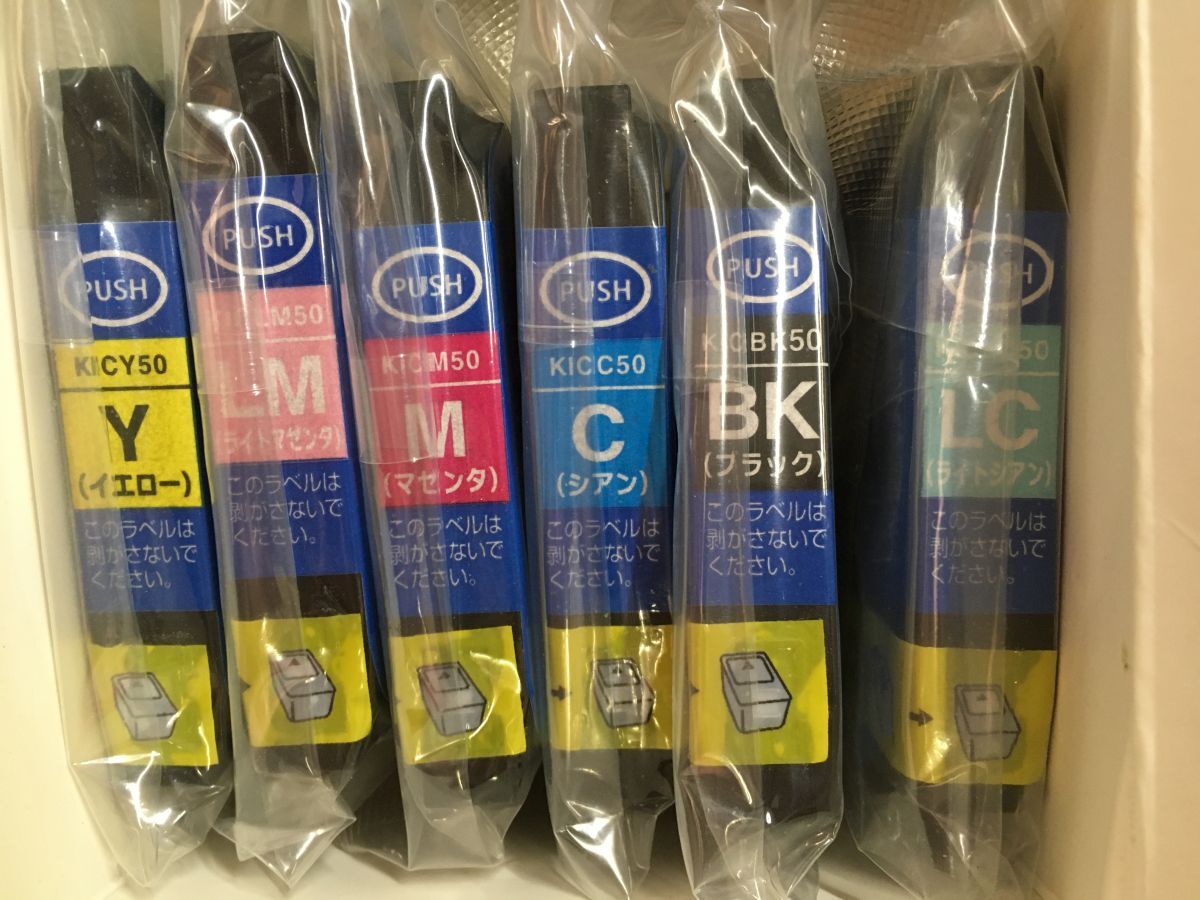 PUSH
KICY50
Y
(イエロー)
このラベルは
剥がさないで
ください。
PUSH
LM50
LM
(ライトマゼンタ)
このラベルは
剥がさないで
ください。
PUSH
KICM50
M
(マゼンタ)
このラベルは
剥がさないで
ください。
PUSH
KICC50
C
(シアン)
このラベルは
剥がさないで
ください。
PUSH
KICBK50
BK
(ブラック)
このラベルは
剥がさないで
ください。
PUSH
50
LC
(ライトシアン)
このラベルは
剥がさないで
ください。